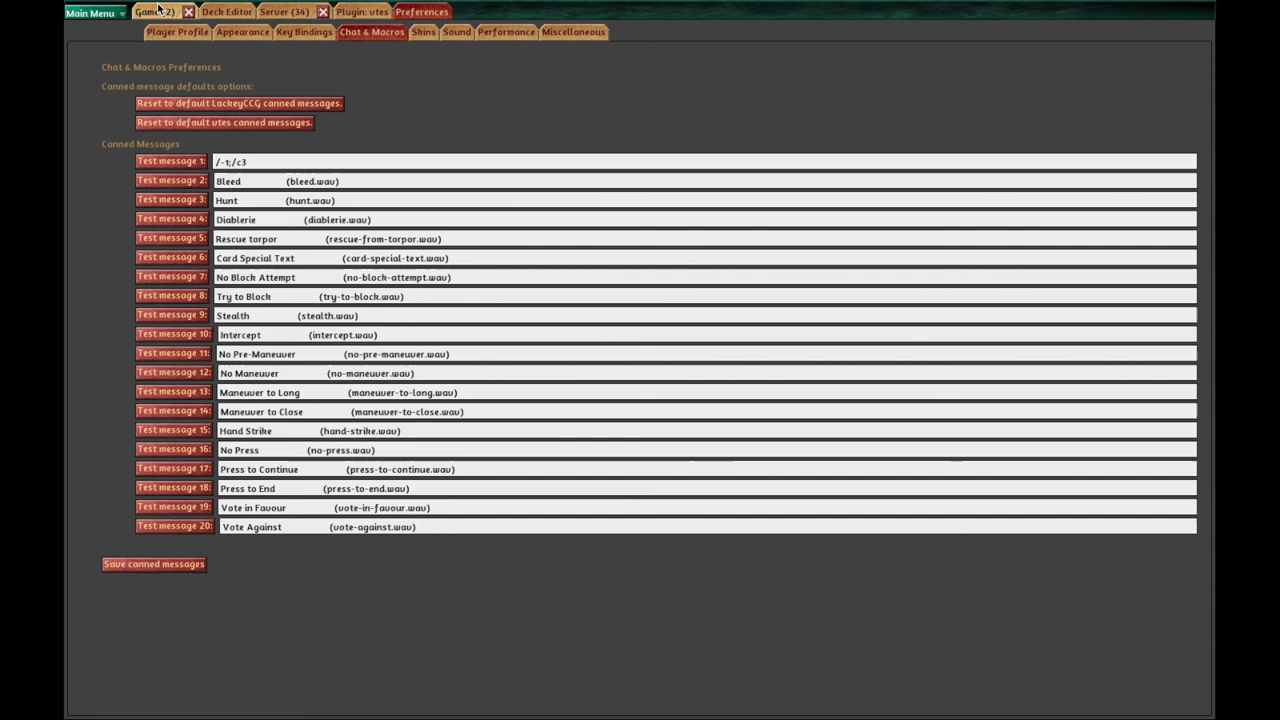 Main Menu Game (2) Deck Editor Server (34) Plugin: vtes Preferences
Player Profile Appearance Key Bindings Chat & Macros Skins Sound Performance Miscellaneous
Chat & Macros Preferences
Canned message defaults options:
Reset to default LackeyCCG canned messages.
Reset to default vtes canned messages.
Canned Messages
Test message 1: /-1;/c3
Test message 2: Bleed (bleed.wav)
Test message 3: Hunt (hunt.wav)
Test message 4: Diablerie (diablerie.wav)
Test message 5: Rescue torpor (rescue-from-torpor.wav)
Test message 6: Card Special Text (card-special-text.wav)
Test message 7: No Block Attempt (no-block-attempt.wav)
Test message 8: Try to Block (try-to-block.wav)
Test message 9: Stealth (stealth.wav)
Test message 10: Intercept (intercept.wav)
Test message 11: No Pre-Maneuver (no-pre-maneuver.wav)
Test message 12: No Maneuver (no-maneuver.wav)
Test message 13: Maneuver to Long (maneuver-to-long.wav)
Test message 14: Maneuver to Close (maneuver-to-close.wav)
Test message 15: Hand Strike (hand-strike.wav)
Test message 16: No Press (no-press.wav)
Test message 17: Press to Continue (press-to-continue.wav)
Test message 18: Press to End (press-to-end.wav)
Test message 19: Vote in Favour (vote-in-favour.wav)
Test message 20: Vote Against (vote-against.wav)
Save canned messages